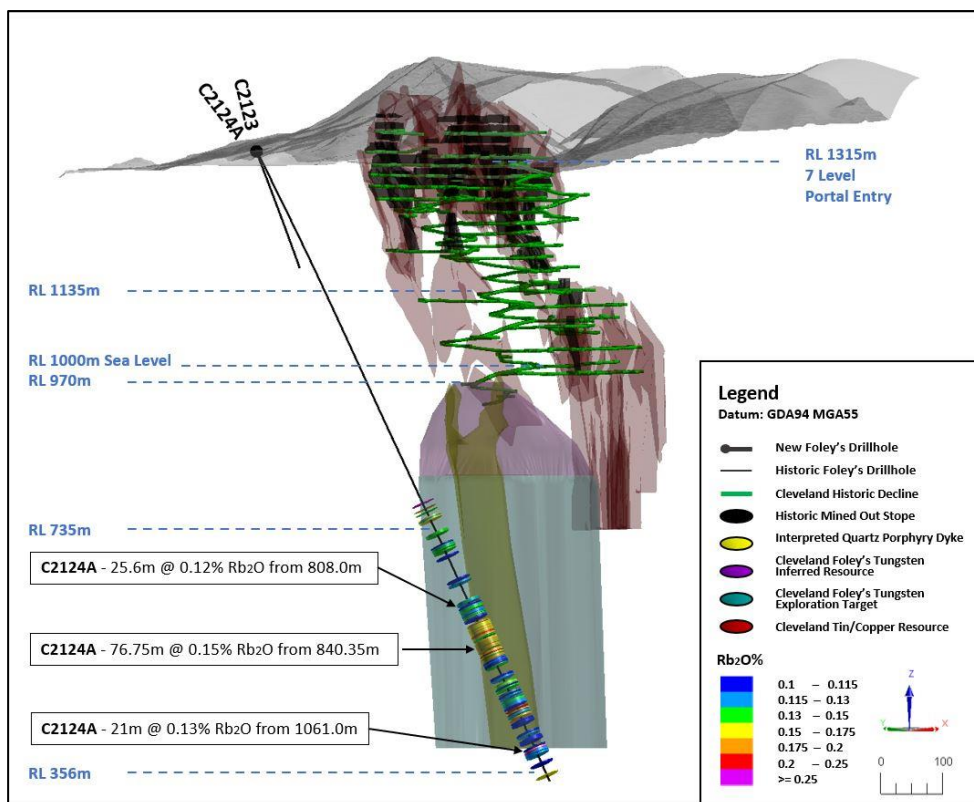 C2123
C2124A
RL 1315m
7 Level
Portal Entry
RL 1135m
RL 1000m Sea Level
RL 970m
RL 735m
C2124A - 25.6m @ 0.12% Rb2O from 808.0m
C2124A - 76.75m @ 0.15% Rb2O from 840.35m
C2124A - 21m @ 0.13% Rb2O from 1061.0m
RL 356m
Legend
Datum: GDA94 MGA55
New Foley's Drillhole
Historic Foley's Drillhole
Cleveland Historic Decline
Historic Mined Out Stope
Interpreted Quartz Porphyry Dyke
Cleveland Foley's Tungsten
Inferred Resource
Cleveland Foley's Tungsten
Exploration Target
Cleveland Tin/Copper Resource
Rb2O%
0.1 – 0.115
0.115 – 0.13
0.13 – 0.15
0.15 – 0.175
0.175 – 0.2
0.2 – 0.25
>= 0.25
Z
Y
X
0 100